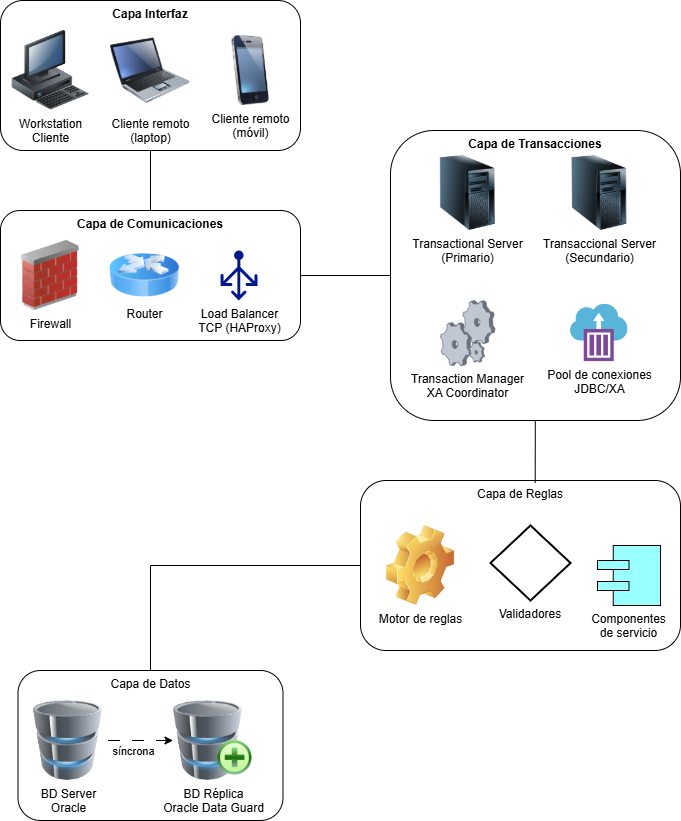 Capa Interfaz
Workstation
Cliente
Cliente remoto
(laptop)
Cliente remoto
(móvil)
Capa de Comunicaciones
Firewall
Router
Load Balancer
TCP (HAProxy)
Capa de Transacciones
Transactional Server
(Primario)
Transaccional Server
(Secundario)
Transaction Manager
XA Coordinator
Pool de conexiones
JDBC/XA
Capa de Reglas
Motor de reglas
Validadores
Componentes
de servicio
Capa de Datos
síncrona
BD Server
Oracle
BD Réplica
Oracle Data Guard